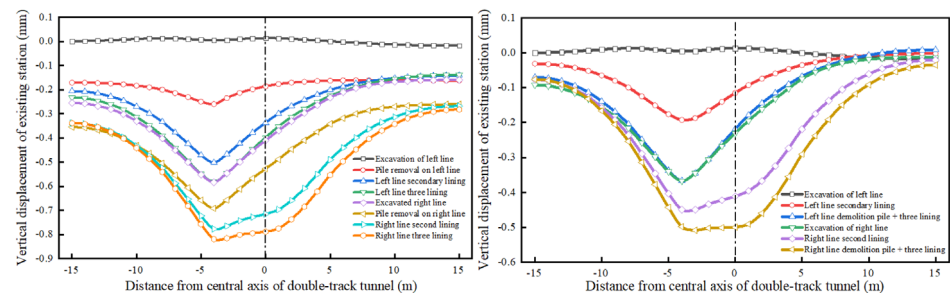 Vertical displacement of existing station (mm)
0.1
0.0
-0.1
-0.2
-0.3
-0.4
-0.5
-0.6
-0.7
-0.8
-0.9
Excavation of left line
Pile removal on left line
Left line secondary lining
Left line three lining
Excavated right line
Pile removal on right line
Right line second lining
Right line three lining
-15
-10
-5
0
5
10
15
Distance from central axis of double-track tunnel (m)
Vertical displacement of existing station (mm)
0.1
0.0
-0.1
-0.2
-0.3
-0.4
-0.5
-0.6
Excavation of left line
Left line secondary lining
Left line demolition pile + three lining
Excavation of right line
Right line second lining
Right line demolition pile + three lining
-15
-10
-5
0
5
10
15
Distance from central axis of double-track tunnel (m)